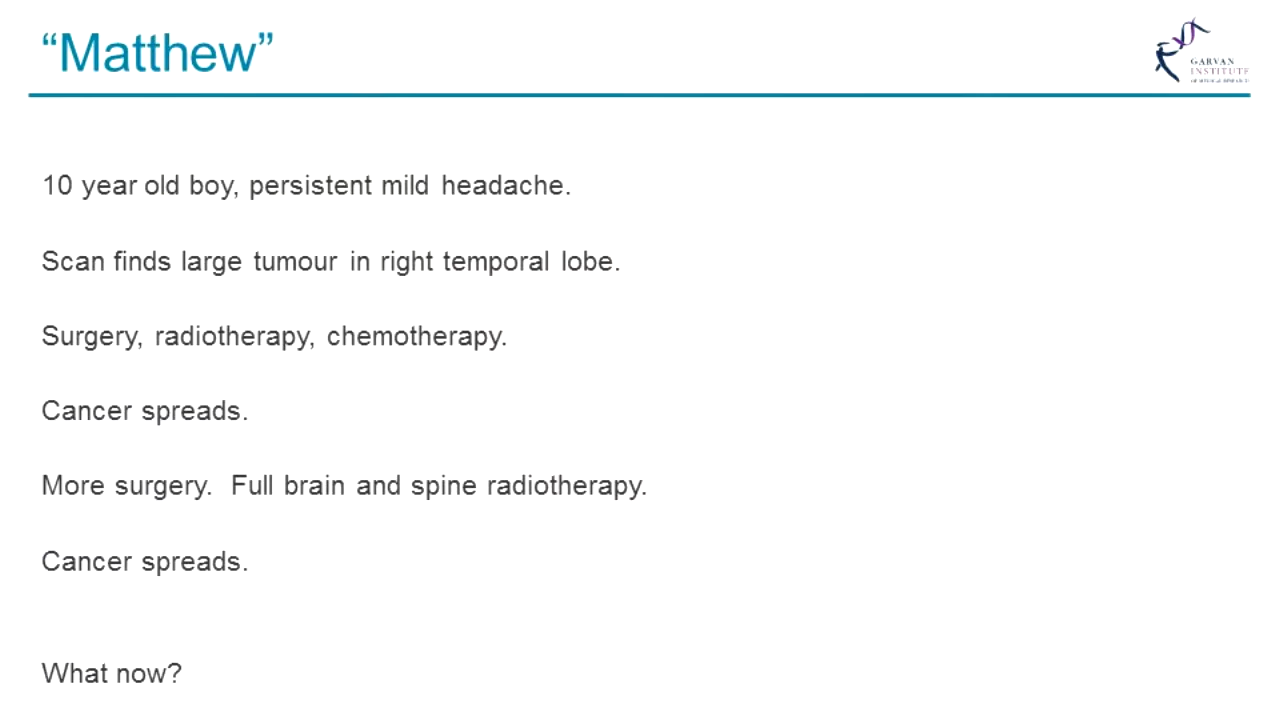 “Matthew”
GARVAN
INSTITUTE
10 year old boy, persistent mild headache.
Scan finds large tumour in right temporal lobe.
Surgery, radiotherapy, chemotherapy.
Cancer spreads.
More surgery.  Full brain and spine radiotherapy.
Cancer spreads.
What now?